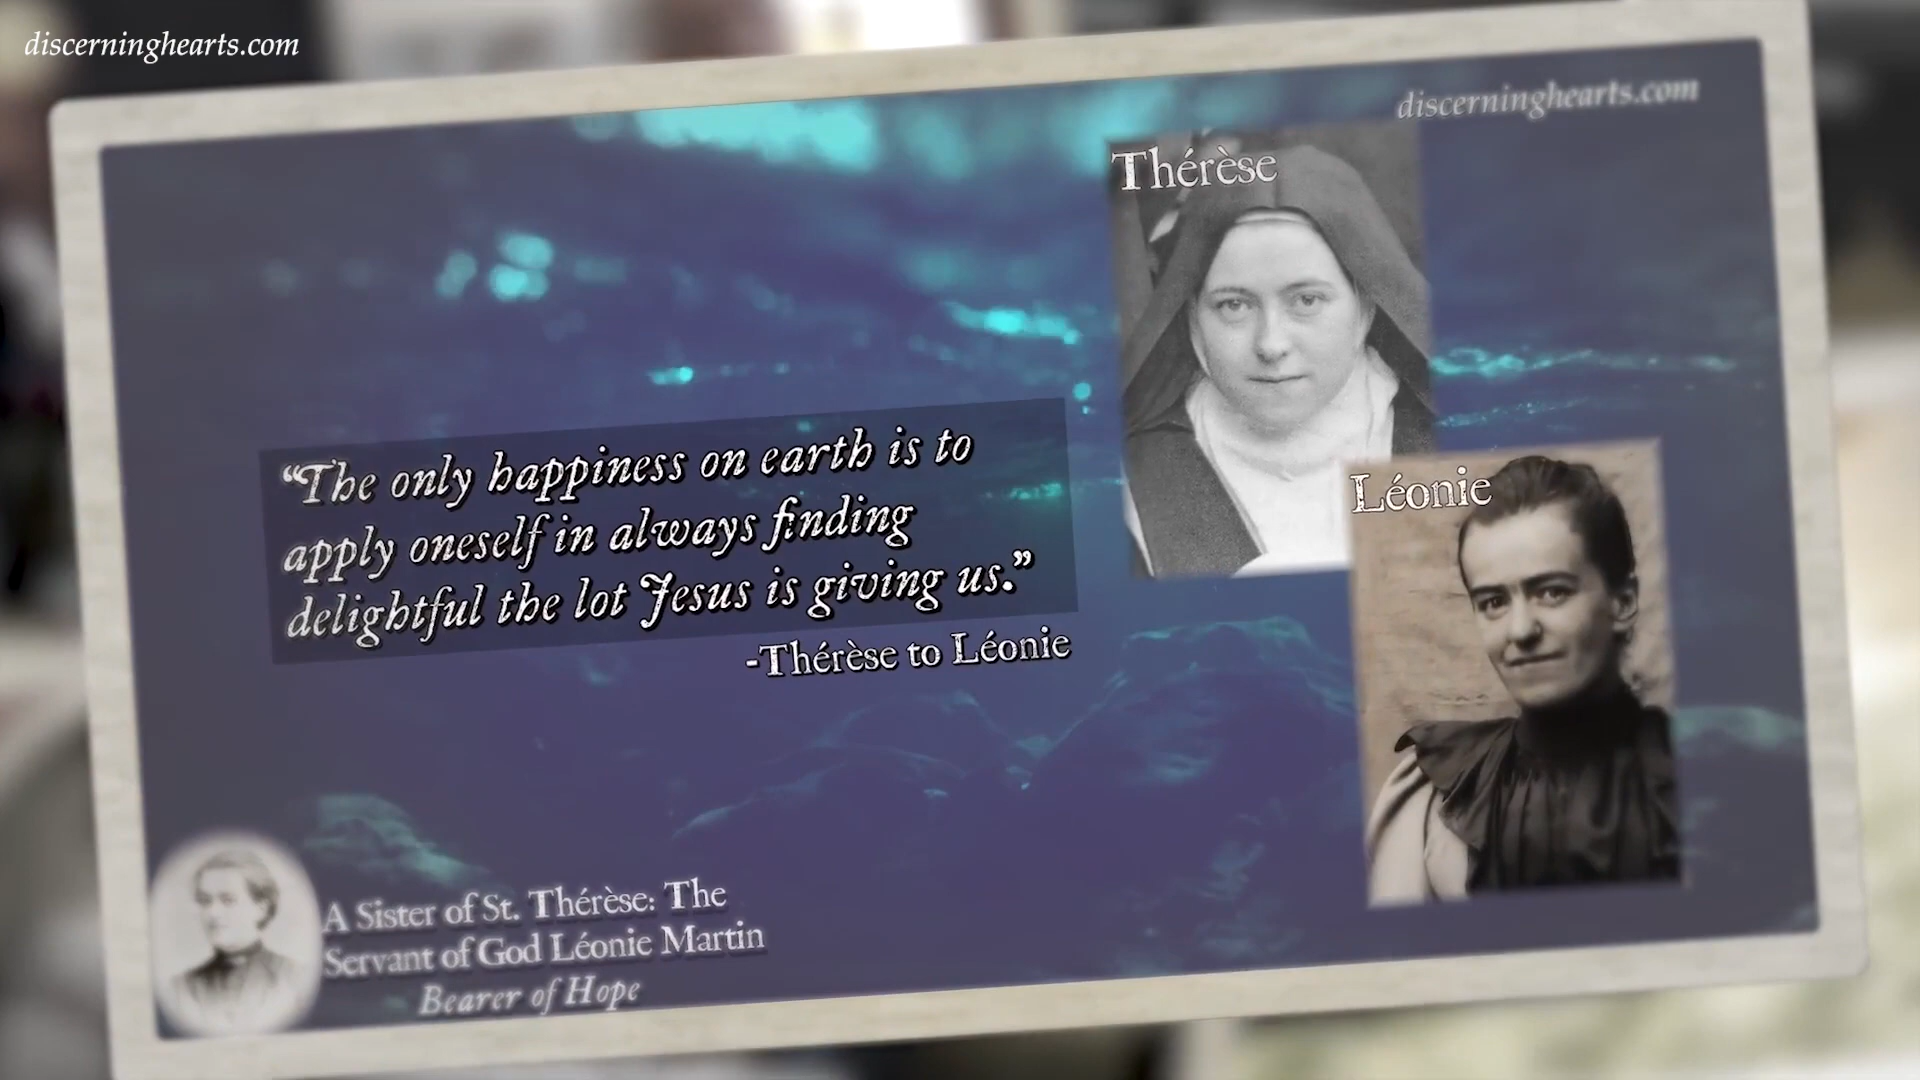 discerninghearts.com
discerninghearts.com
Thérèse
Léonie
“The only happiness on earth is to
apply oneself in always finding
delightful the lot Jesus is giving us.”
-Thérèse to Léonie
A Sister of St. Thérèse: The
Servant of God Léonie Martin
Bearer of Hope